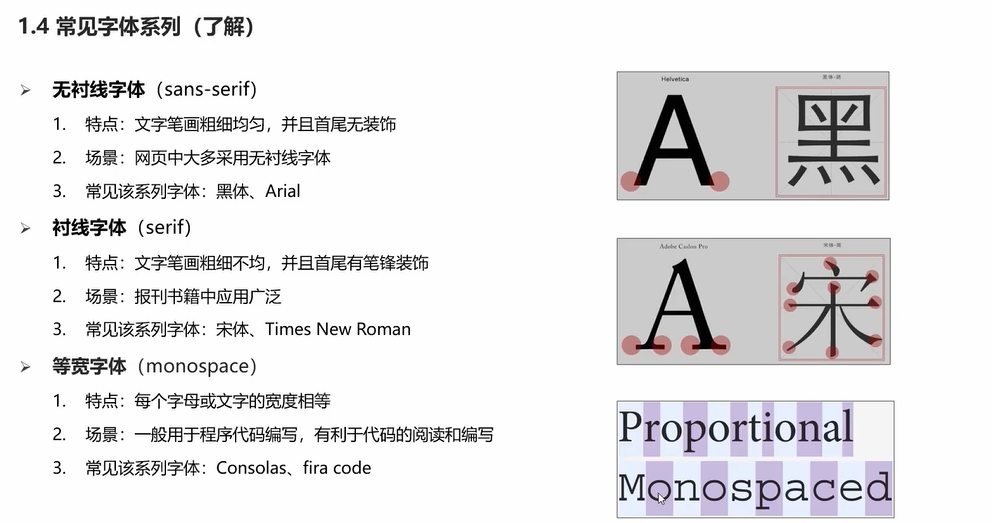 1.4 常见字体系列（了解）
➢ 无衬线字体（sans-serif）
1. 特点：文字笔画粗细均匀，并且首尾无装饰
2. 场景：网页中大多采用无衬线字体
3. 常见该系列字体：黑体、Arial
➢ 衬线字体（serif）
1. 特点：文字笔画粗细不均，并且首尾有笔锋装饰
2. 场景：报刊书籍中应用广泛
3. 常见该系列字体：宋体、Times New Roman
➢ 等宽字体（monospace）
1. 特点：每个字母或文字的宽度相等
2. 场景：一般用于程序代码编写，有利于代码的阅读和编写
3. 常见该系列字体：Consolas、fira code
Helvetica
A 黑
Adobe Caslon Pro
A 宋
Proportional
Monospaced